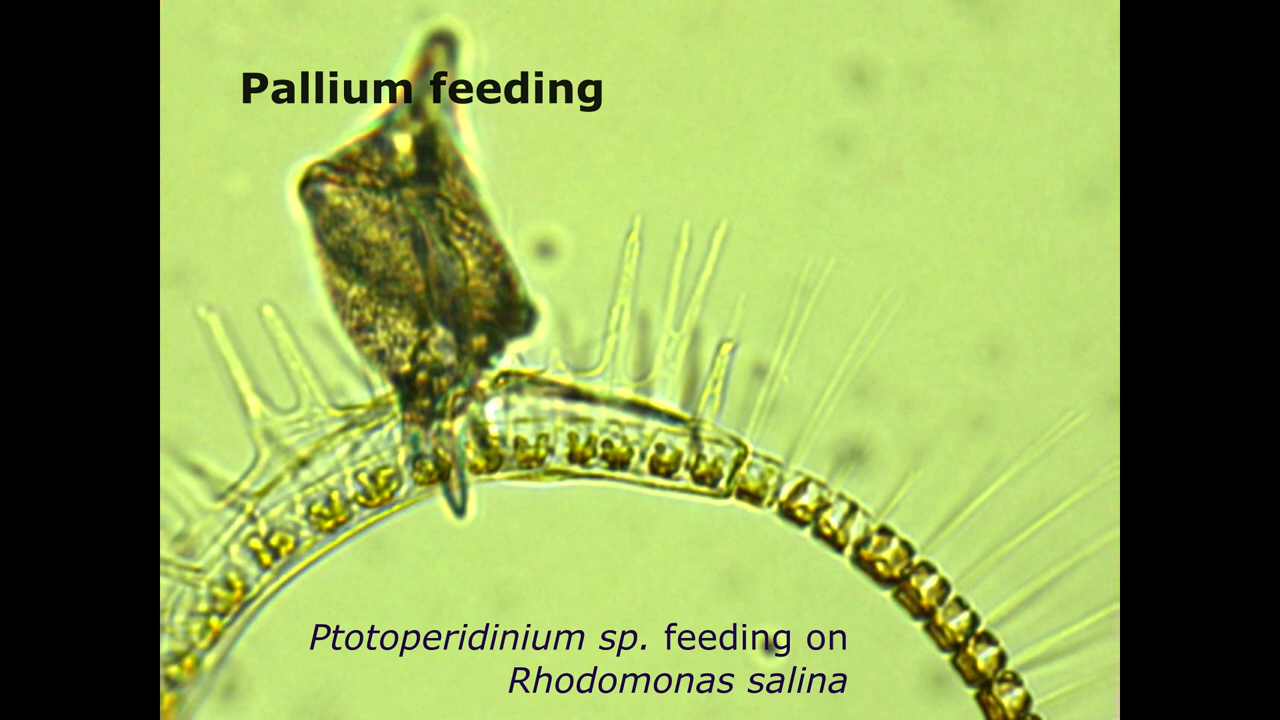 Pallium feeding
Ptotoperidinium sp. feeding on
Rhodomonas salina